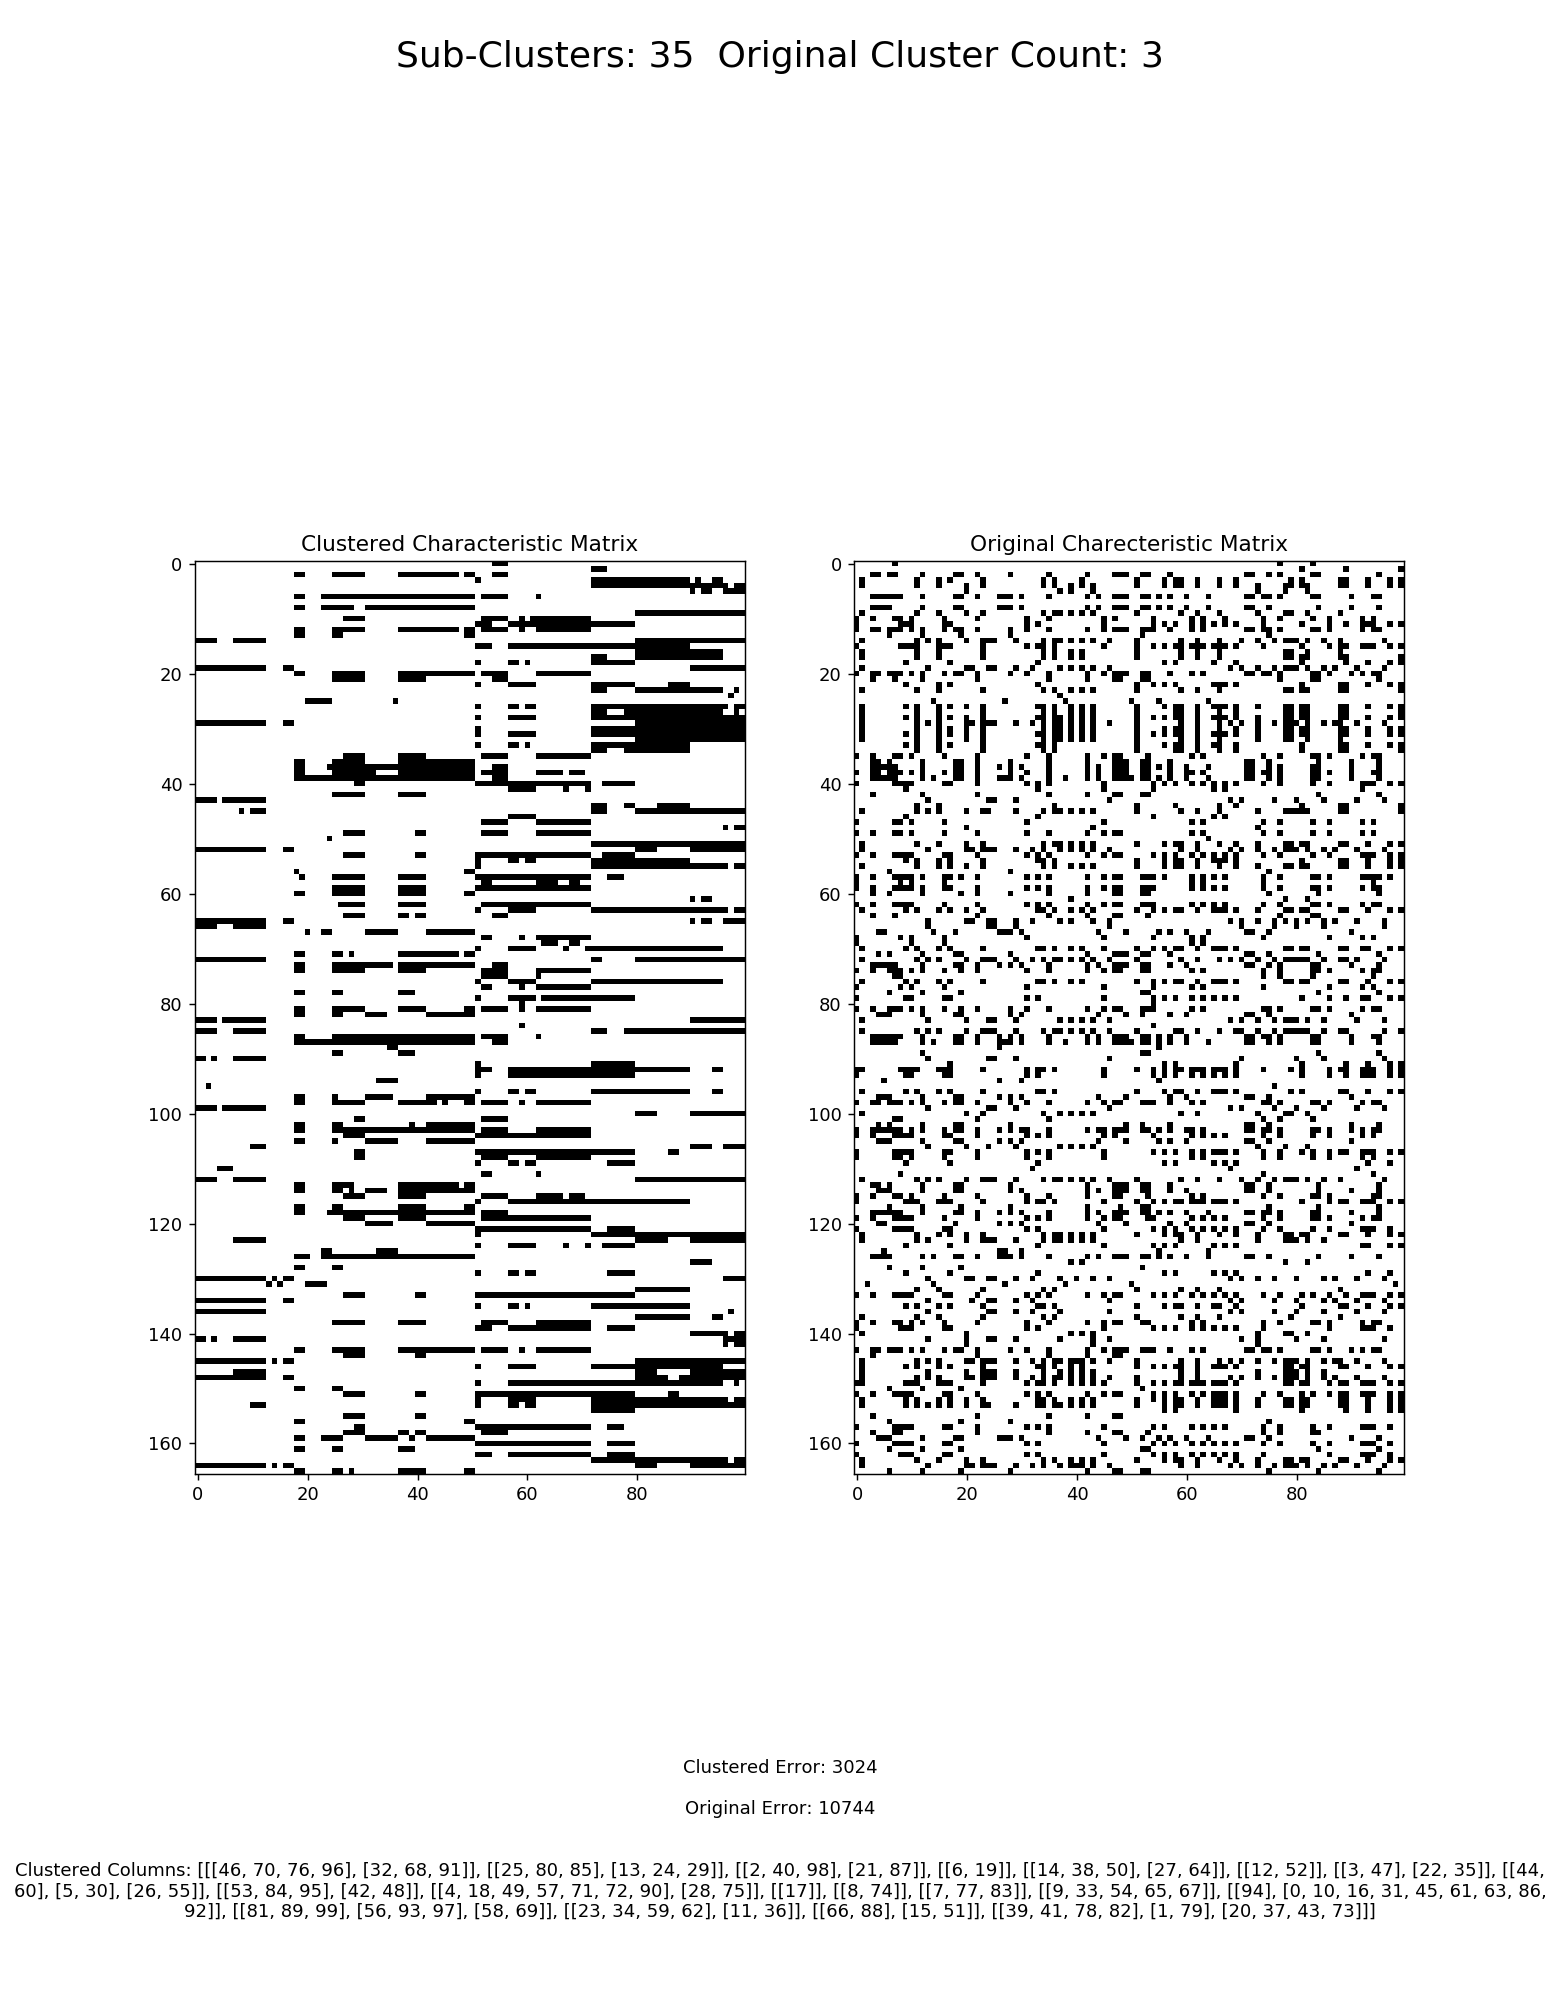 Sub-Clusters: 35  Original Cluster Count: 3
Clustered Characteristic Matrix
0
20
40
60
80
100
120
140
160
0 20 40 60 80
Original Charecteristic Matrix
0
20
40
60
80
100
120
140
160
0 20 40 60 80
Clustered Error: 3024
Original Error: 10744
Clustered Columns: [[[46, 70, 76, 96], [32, 68, 91]], [[25, 80, 85], [13, 24, 29]], [[2, 40, 98], [21, 87]], [[6, 19]], [[14, 38, 50], [27, 64]], [[12, 52]], [[3, 47], [22, 35]], [[44,
60], [5, 30], [26, 55]], [[53, 84, 95], [42, 48]], [[4, 18, 49, 57, 71, 72, 90], [28, 75]], [[17]], [[8, 74]], [[7, 77, 83]], [[9, 33, 54, 65, 67]], [[94], [0, 10, 16, 31, 45, 61, 63, 86,
92]], [[81, 89, 99], [56, 93, 97], [58, 69]], [[23, 34, 59, 62], [11, 36]], [[66, 88], [15, 51]], [[39, 41, 78, 82], [1, 79], [20, 37, 43, 73]]]